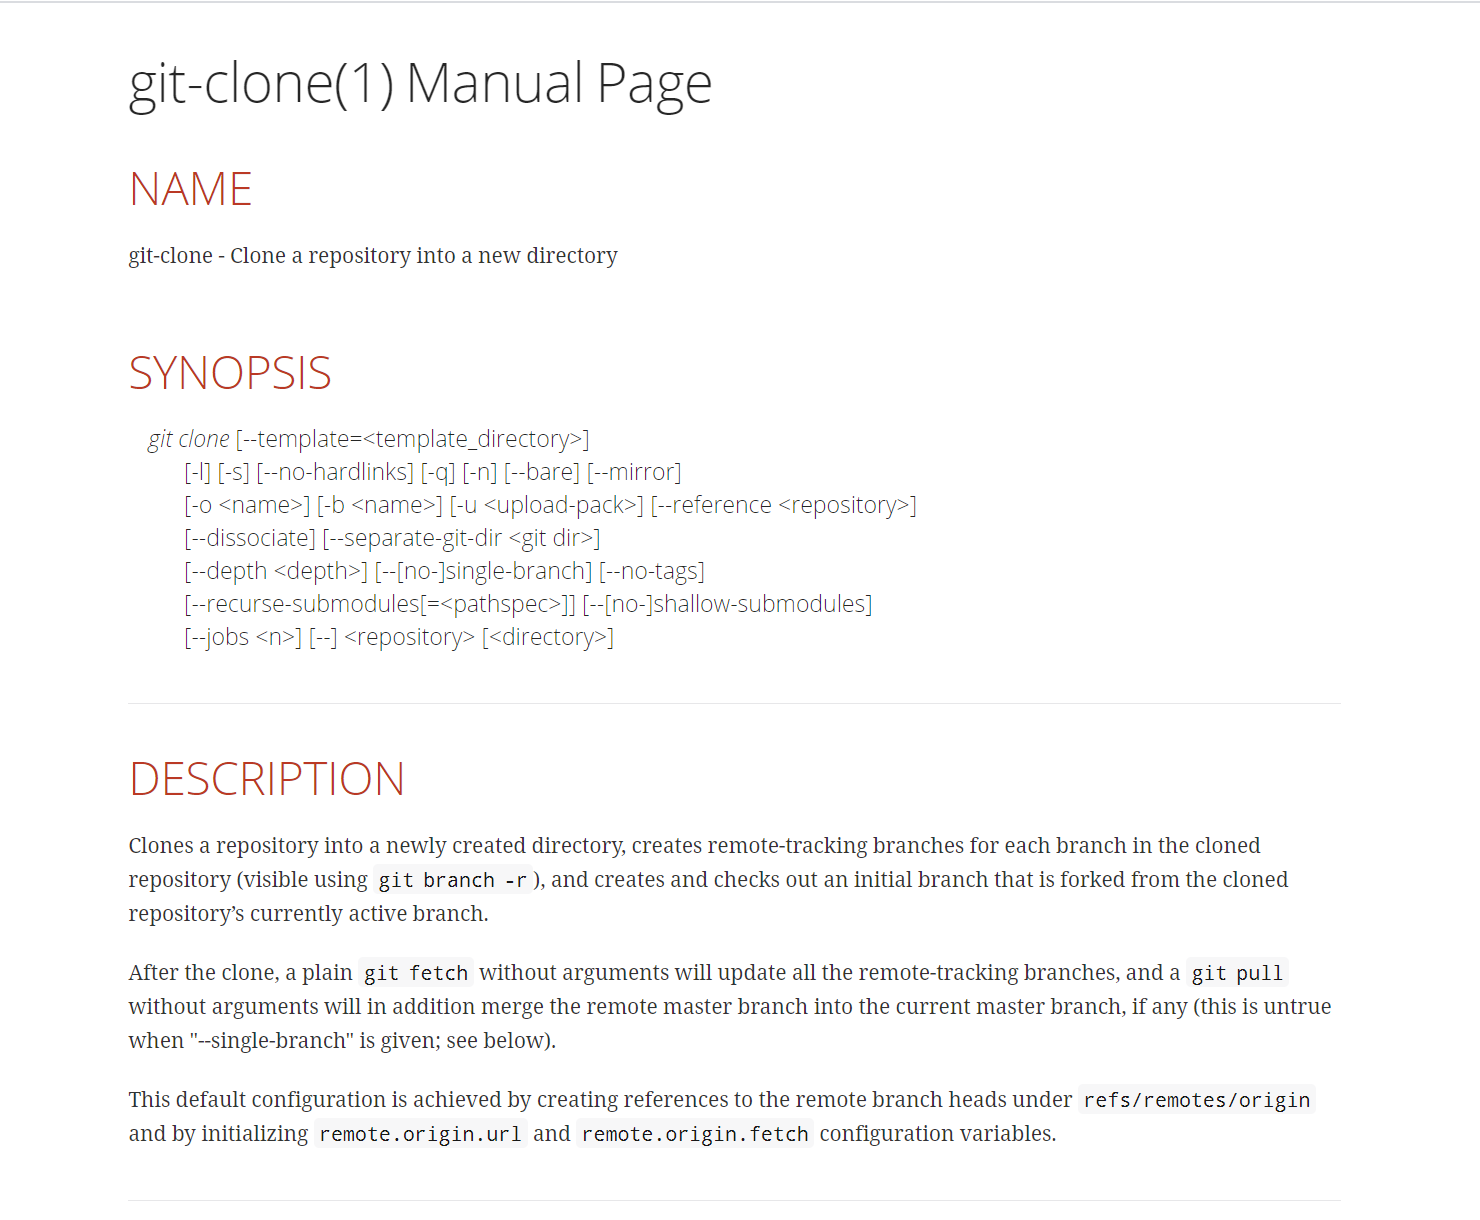 git-clone(1) Manual Page
NAME
git-clone - Clone a repository into a new directory
SYNOPSIS
git clone [--template=<template_directory>]
[-l] [-s] [--no-hardlinks] [-q] [-n] [--bare] [--mirror]
[-o <name>] [-b <name>] [-u <upload-pack>] [--reference <repository>]
[--dissociate] [--separate-git-dir <git dir>]
[--depth <depth>] [--[no-]single-branch] [--no-tags]
[--recurse-submodules[=<pathspec>]] [--[no-]shallow-submodules]
[--jobs <n>] [--] <repository> [<directory>]
DESCRIPTION
Clones a repository into a newly created directory, creates remote-tracking branches for each branch in the cloned
repository (visible using git branch -r), and creates and checks out an initial branch that is forked from the cloned
repository’s currently active branch.
After the clone, a plain git fetch without arguments will update all the remote-tracking branches, and a git pull
without arguments will in addition merge the remote master branch into the current master branch, if any (this is untrue
when "--single-branch" is given; see below).
This default configuration is achieved by creating references to the remote branch heads under refs/remotes/origin
and by initializing remote.origin.url and remote.origin.fetch configuration variables.